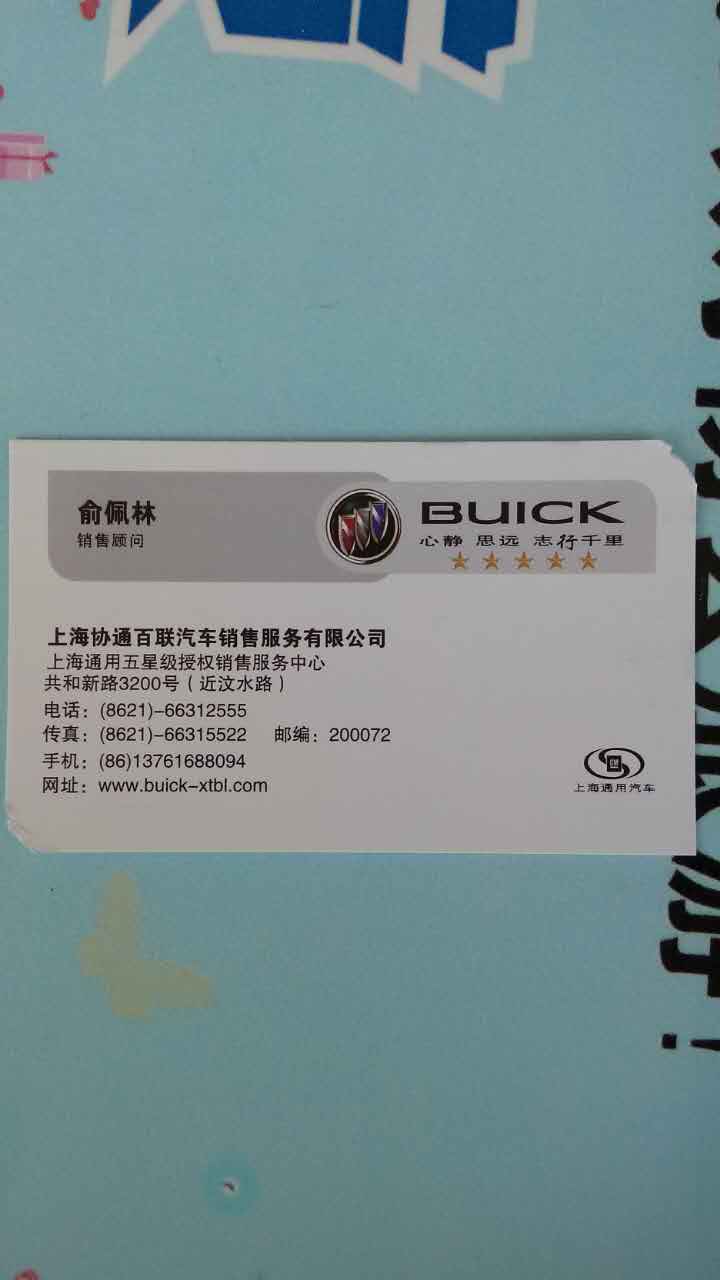 俞佩林
销售顾问
BUICK
心静 思远 志行千里
上海协通百联汽车销售服务有限公司
上海通用五星级授权销售服务中心
共和新路3200号（近汶水路）
电话：(8621)-66312555
传真：(8621)-66315522 邮编：200072
手机：(86)13761688094
网址：www.buick-xtbl.com
GM
上海通用汽车